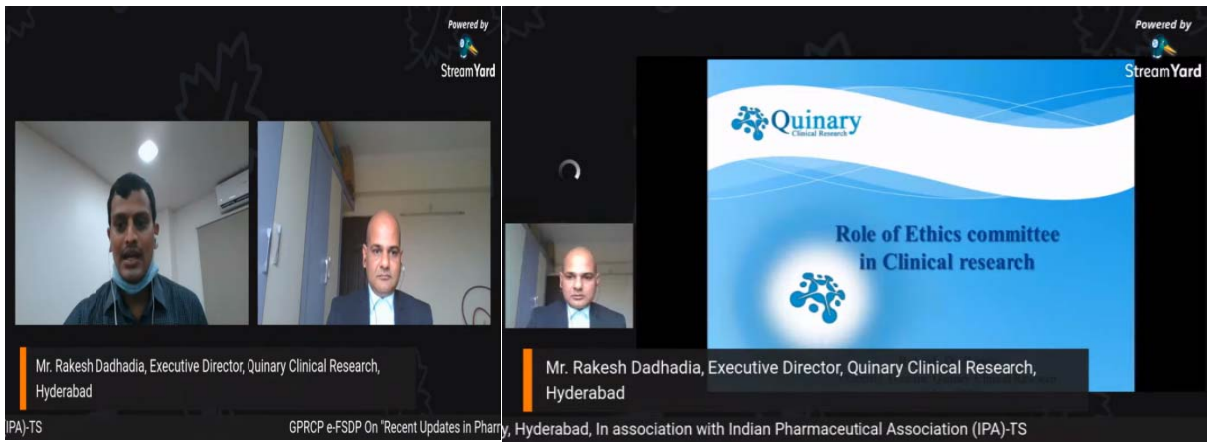 Powered by
StreamYard
Mr. Rakesh Dadhadia, Executive Director, Quinary Clinical Research,
Hyderabad
IPA)-TS
GPRCP e-FSDP On "Recent Updates in Pharm
Powered by
StreamYard
Quinary
Clinical Research
Role of Ethics committee
in Clinical research
Mr. Rakesh Dadhadia, Executive Director, Quinary Clinical Research,
Hyderabad
y, Hyderabad, In association with Indian Pharmaceutical Association (IPA)-TS